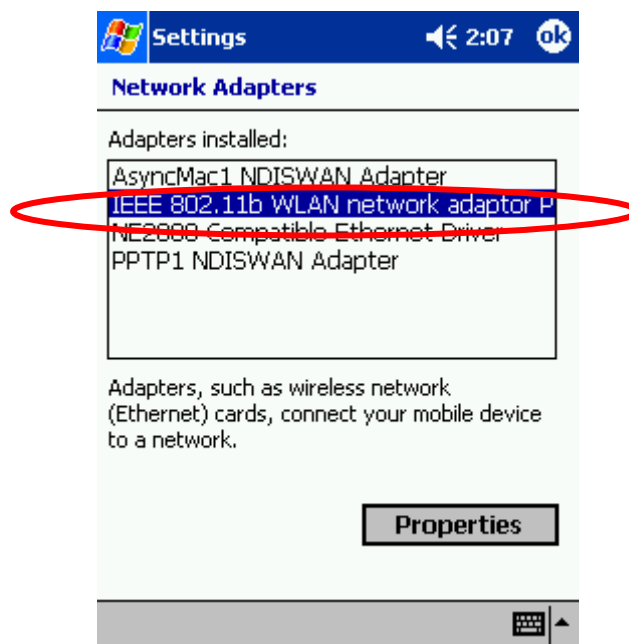 Settings 2:07 ok
Network Adapters
Adapters installed:
AsyncMac1 NDISWAN Adapter
IEEE 802.11b WLAN network adaptor P
NE2000 Compatible Ethernet Driver
PPTP1 NDISWAN Adapter
Adapters, such as wireless network
(Ethernet) cards, connect your mobile device
to a network.
Properties